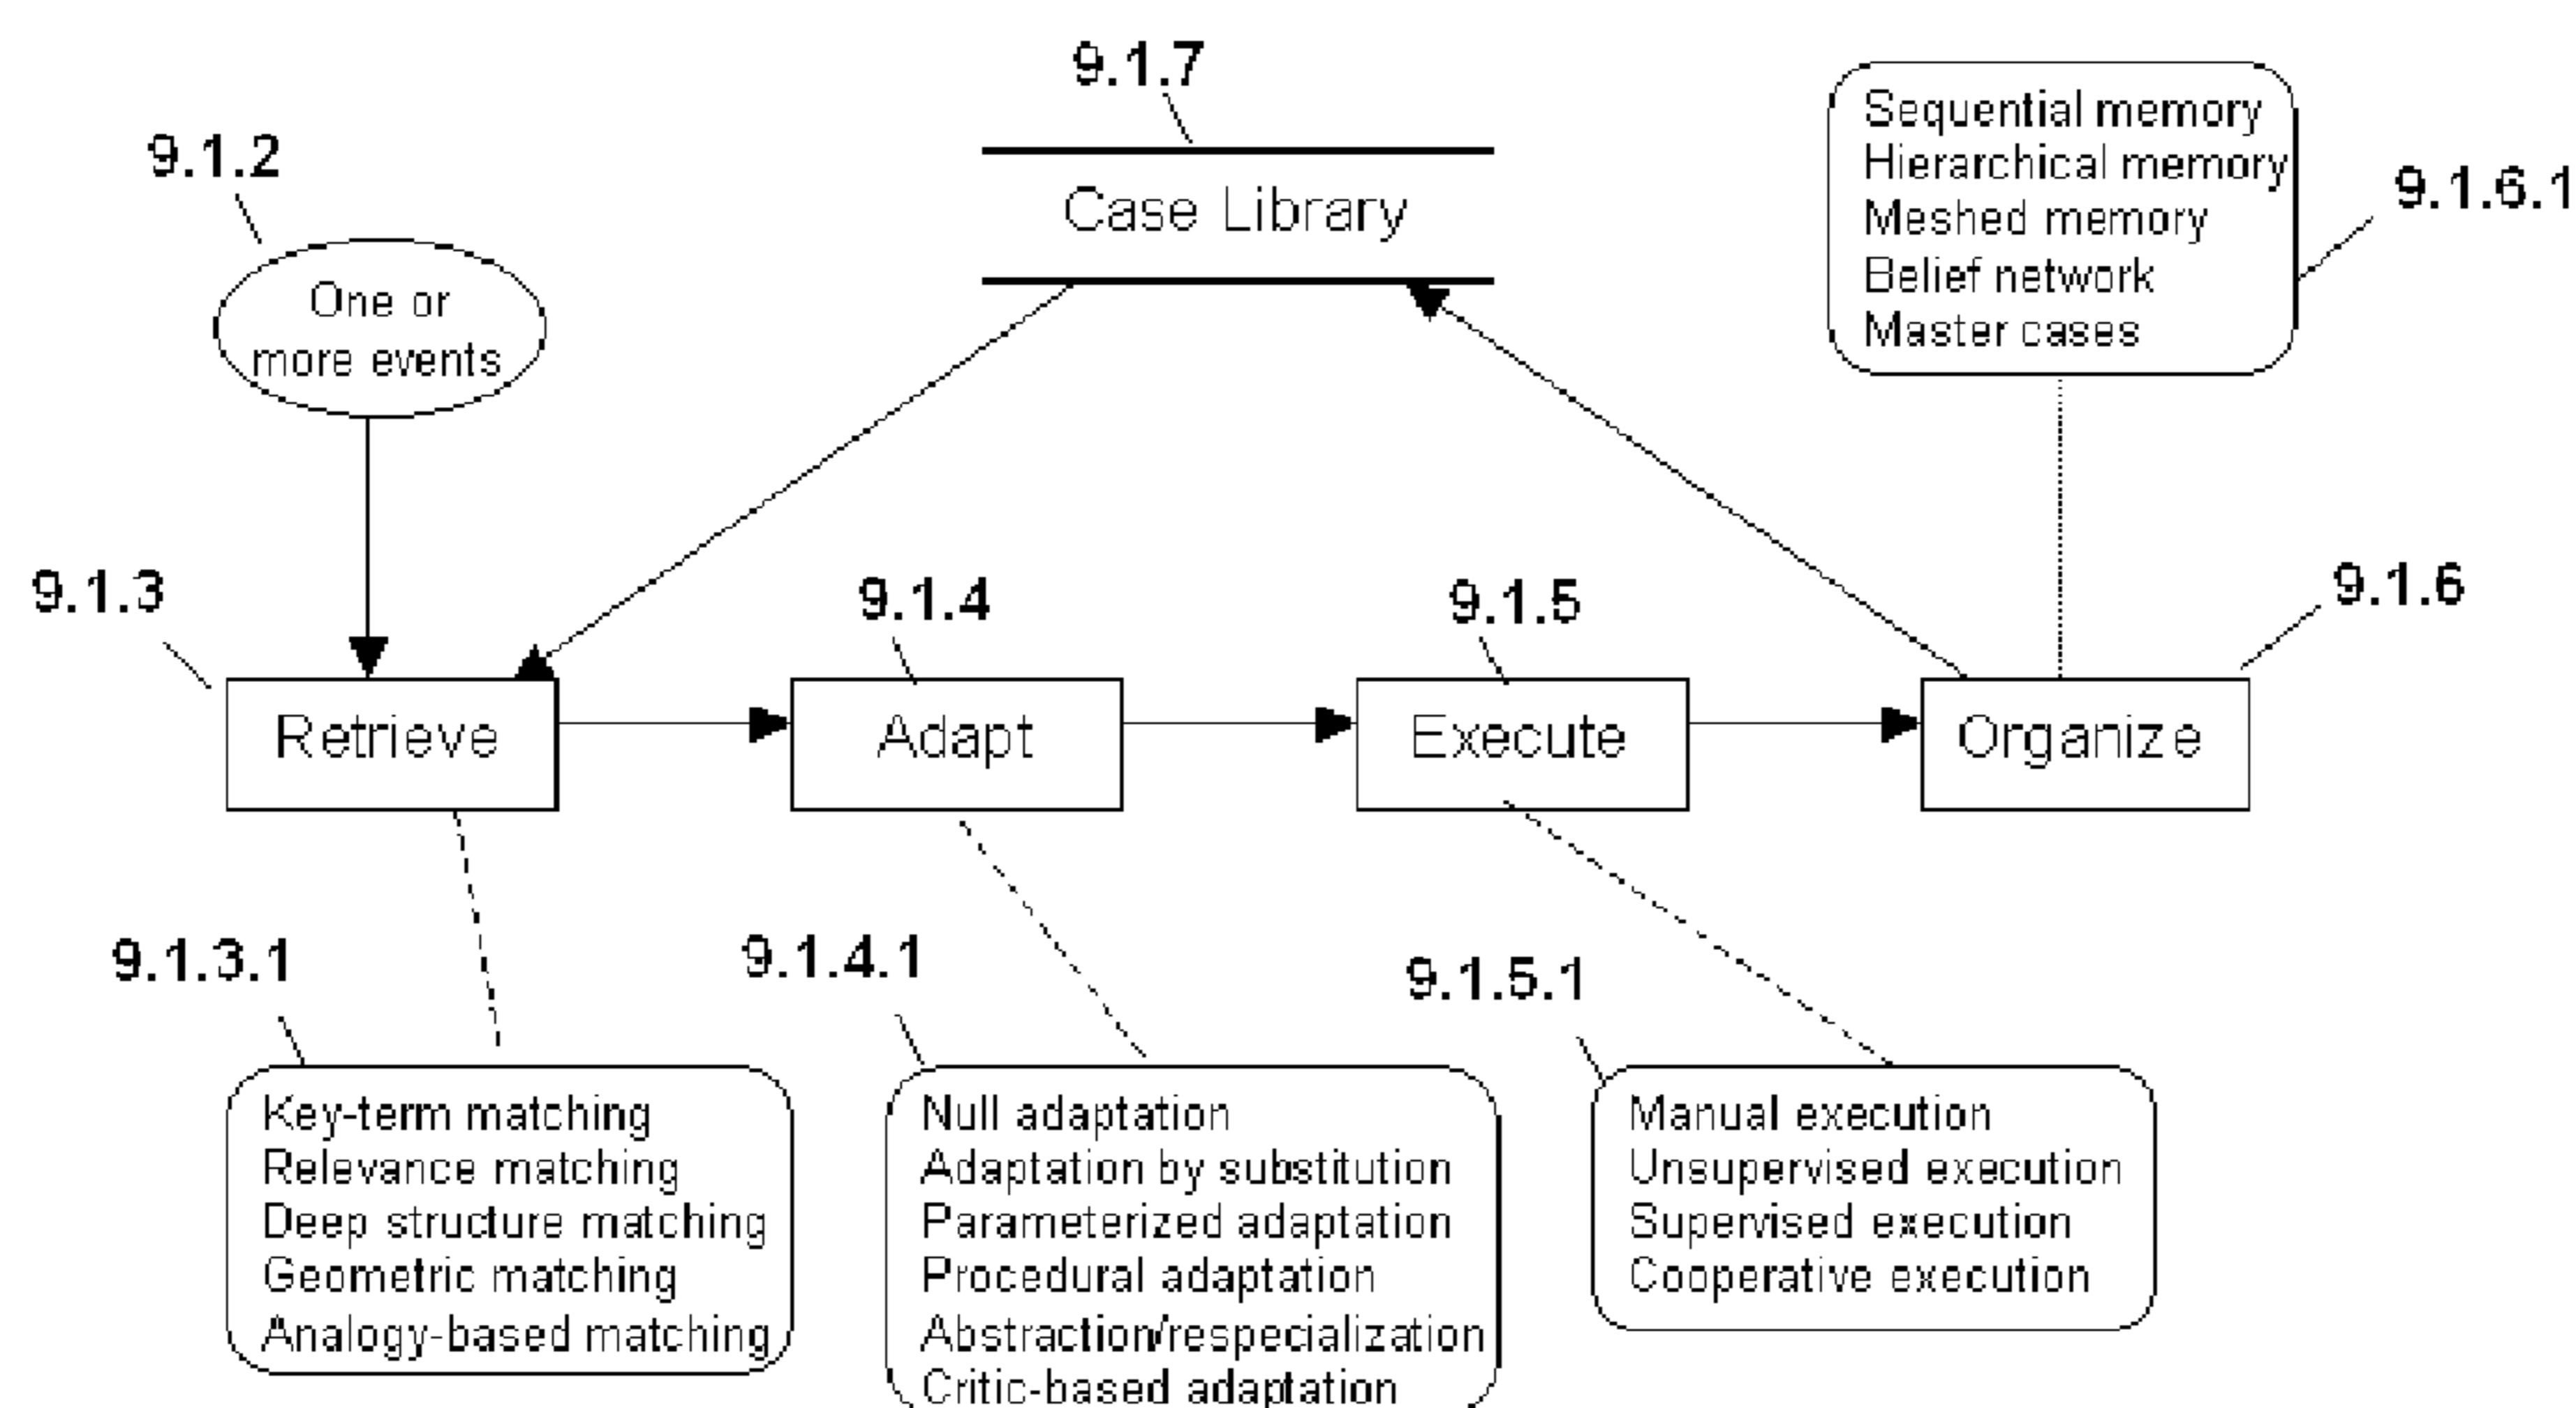 9.1.7
9.1.2
Case Library
One or
more events
Sequential memory
Hierarchical memory
Meshed memory
Belief network
Master cases
9.1.6.1
9.1.3
9.1.4
9.1.5
9.1.6
Retrieve
Adapt
Execute
Organize
9.1.3.1
9.1.4.1
9.1.5.1
Key-term matching
Relevance matching
Deep structure matching
Geometric matching
Analogy-based matching
Null adaptation
Adaptation by substitution
Parameterized adaptation
Procedural adaptation
Abstraction/respecialization
Critic-based adaptation
Manual execution
Unsupervised execution
Supervised execution
Cooperative execution